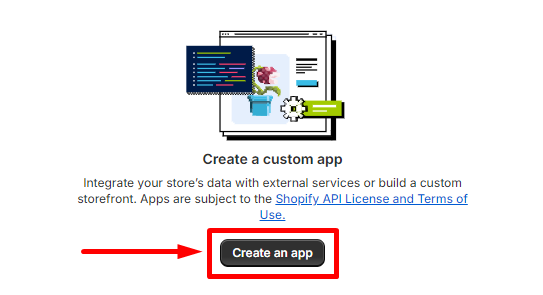 Create a custom app
Integrate your store's data with external services or build a custom
storefront. Apps are subject to the Shopify API License and Terms of
Use.
Create an app